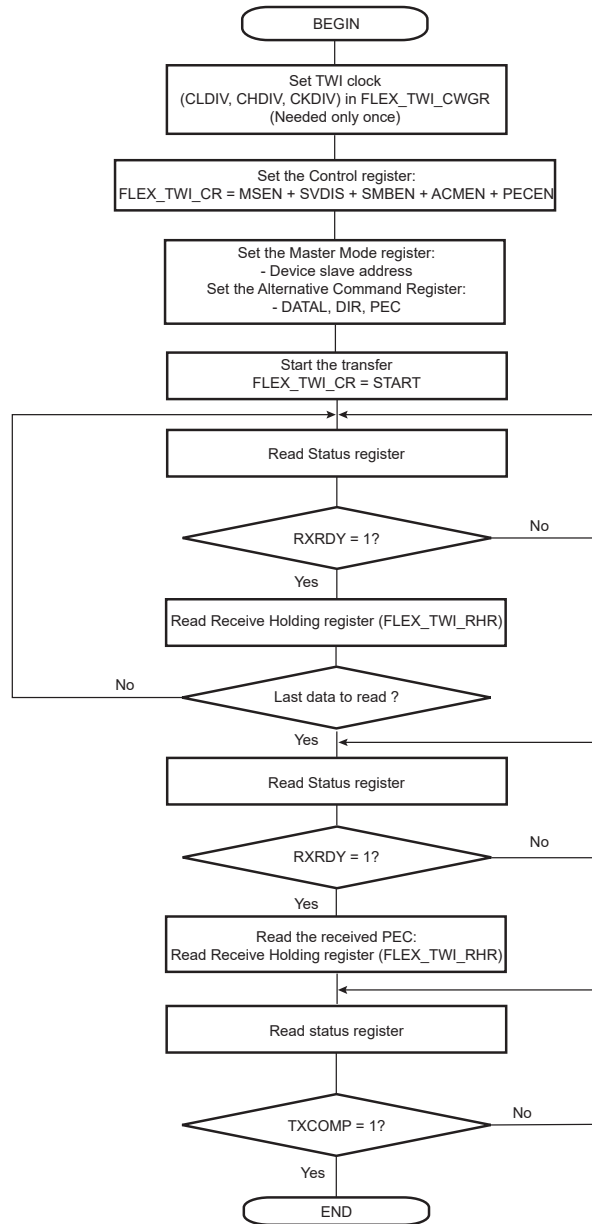 BEGIN
Set TWI clock
(CLDIV, CHDIV, CKDIV) in FLEX_TWI_CWGR
(Needed only once)
Set the Control register:
FLEX_TWI_CR = MSEN + SVDIS + SMBEN + ACMEN + PECEN
Set the Master Mode register:
- Device slave address
Set the Alternative Command Register:
- DATAL, DIR, PEC
Start the transfer
FLEX_TWI_CR = START
Read Status register
RXRDY = 1?
No
Yes
Read Receive Holding register (FLEX_TWI_RHR)
No
Last data to read ?
Yes
Read Status register
RXRDY = 1?
No
Yes
Read the received PEC:
Read Receive Holding register (FLEX_TWI_RHR)
Read status register
TXCOMP = 1?
No
Yes
END